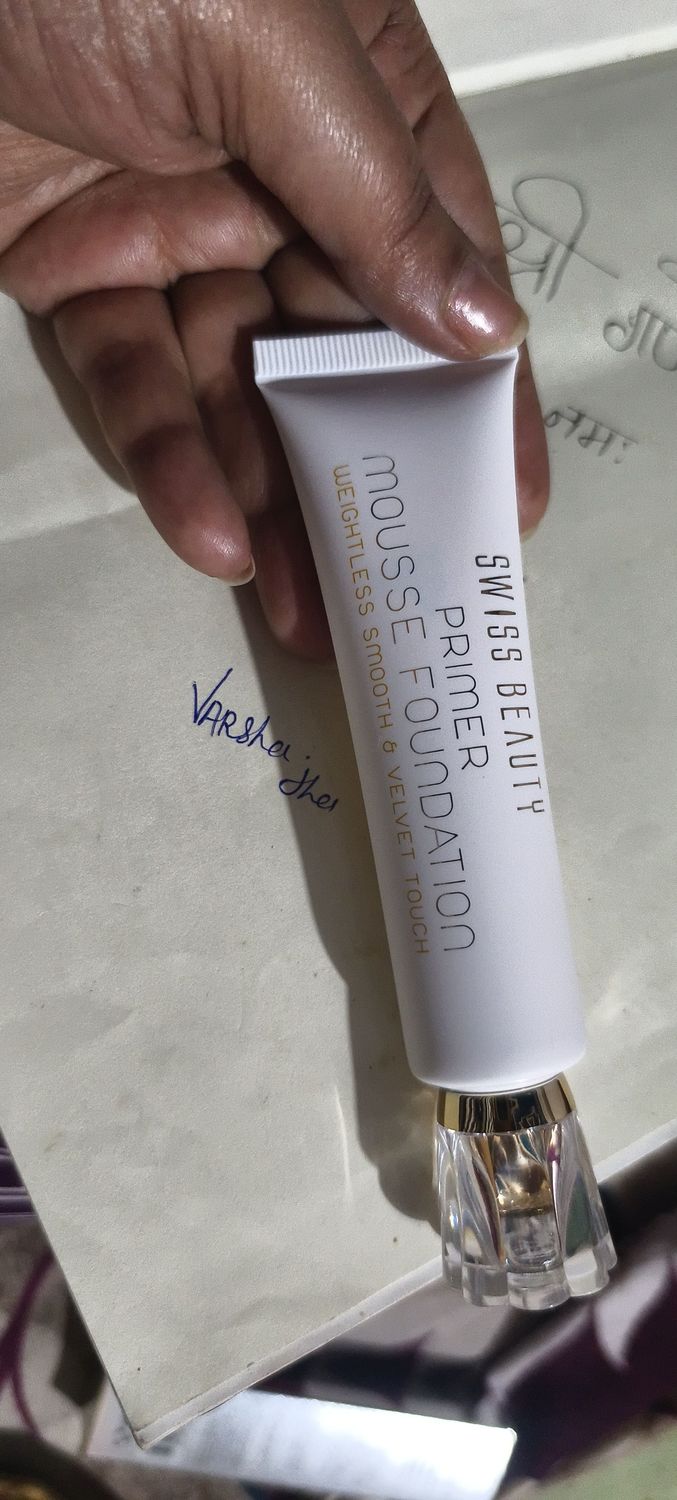 SWISS BEAUTY
PRIMER
MOUSSE FOUNDATION
WEIGHTLESS SMOOTH & VELVET TOUCH
VARSha
Jha